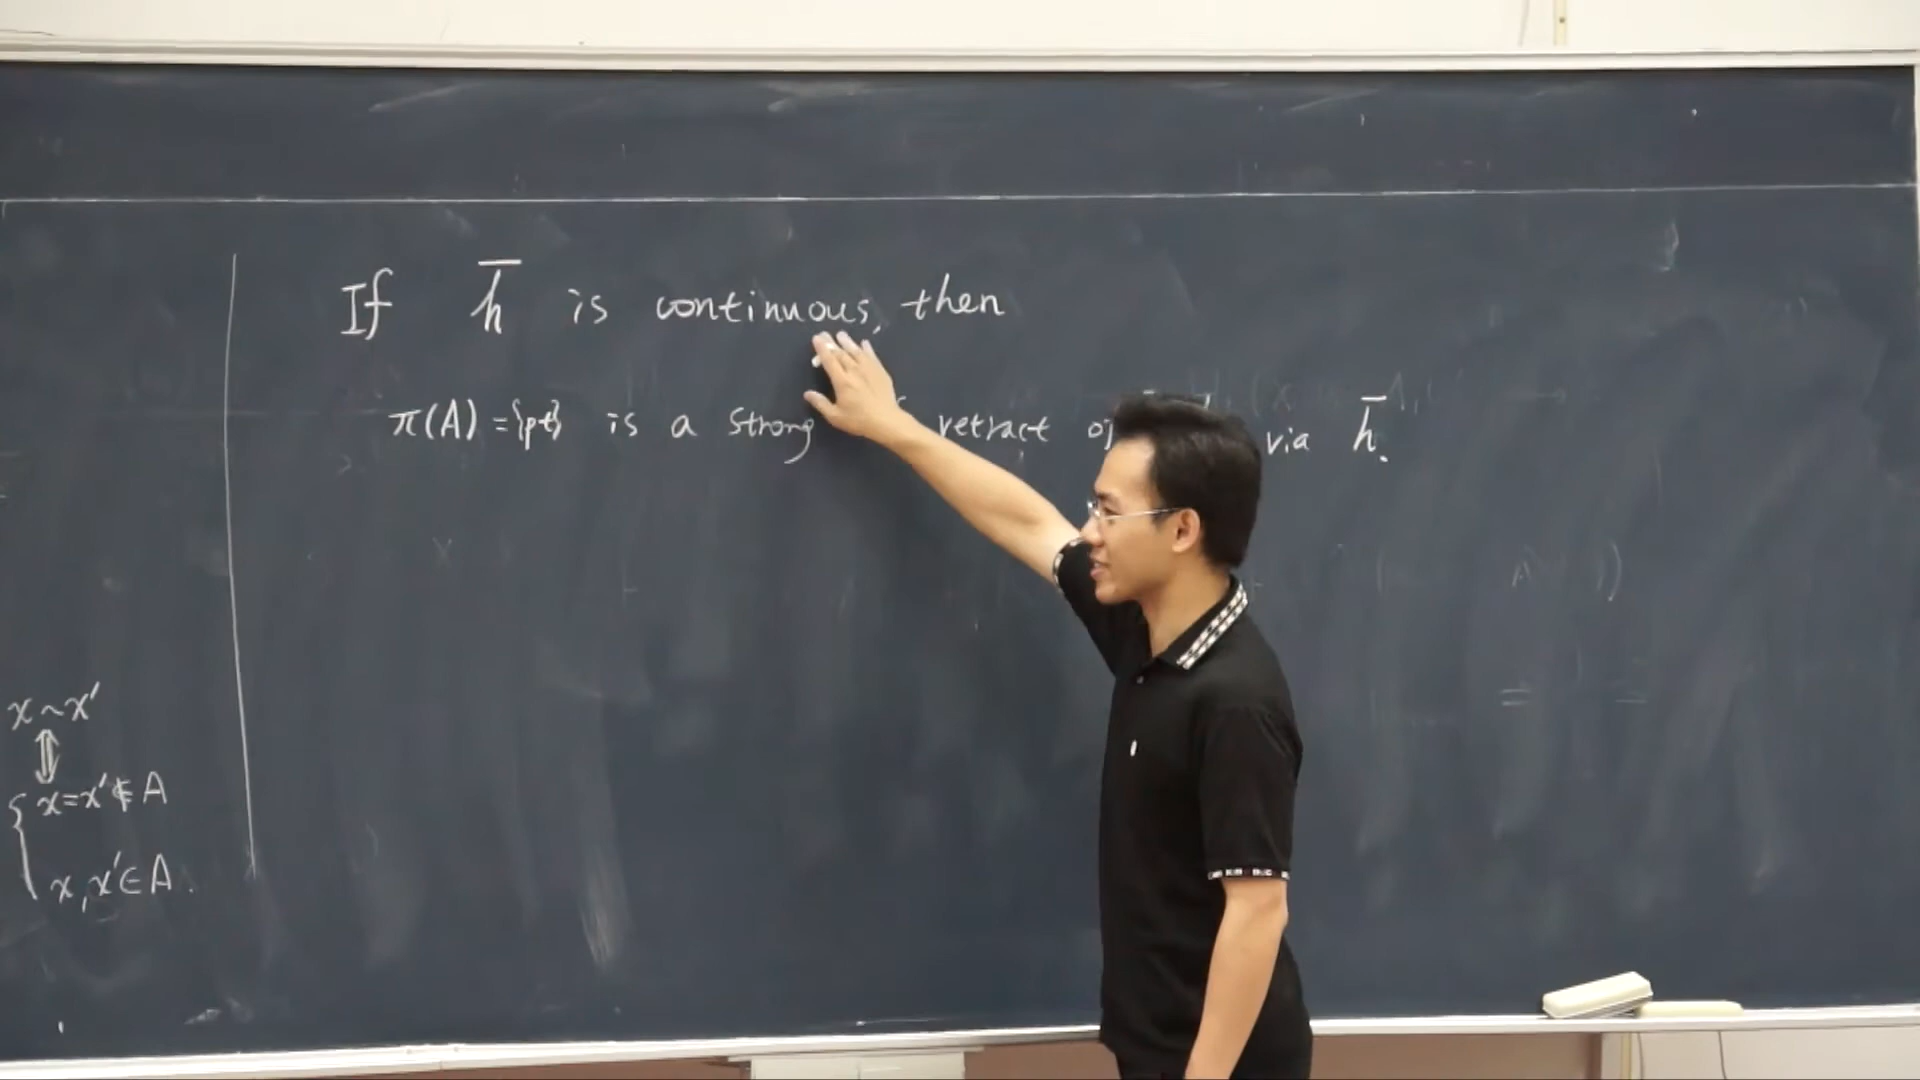 If h̅ is continuous, then
π(A) = {pt} is a strong retract of via h̅.
x ~ x'
⇕
{ x = x' ∉ A
x, x' ∈ A.